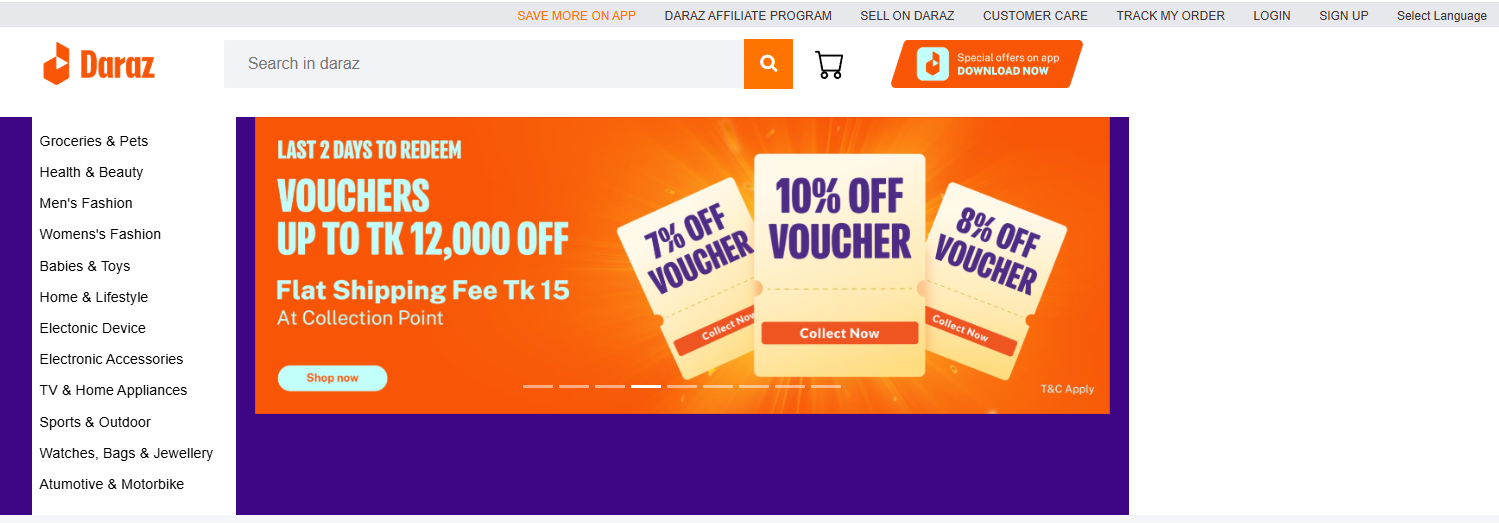 SAVE MORE ON APP DARAZ AFFILIATE PROGRAM SELL ON DARAZ CUSTOMER CARE TRACK MY ORDER LOGIN SIGN UP Select Language
Daraz
Search in daraz
Special offers on app
DOWNLOAD NOW
Groceries & Pets
Health & Beauty
Men's Fashion
Womens's Fashion
Babies & Toys
Home & Lifestyle
Electonic Device
Electronic Accessories
TV & Home Appliances
Sports & Outdoor
Watches, Bags & Jewellery
Atumotive & Motorbike
LAST 2 DAYS TO REDEEM
VOUCHERS
UP TO TK 12,000 OFF
Flat Shipping Fee Tk 15
At Collection Point
Shop now
7% OFF
VOUCHER
Collect Now
10% OFF
VOUCHER
Collect Now
8% OFF
VOUCHER
Collect Now
T&C Apply